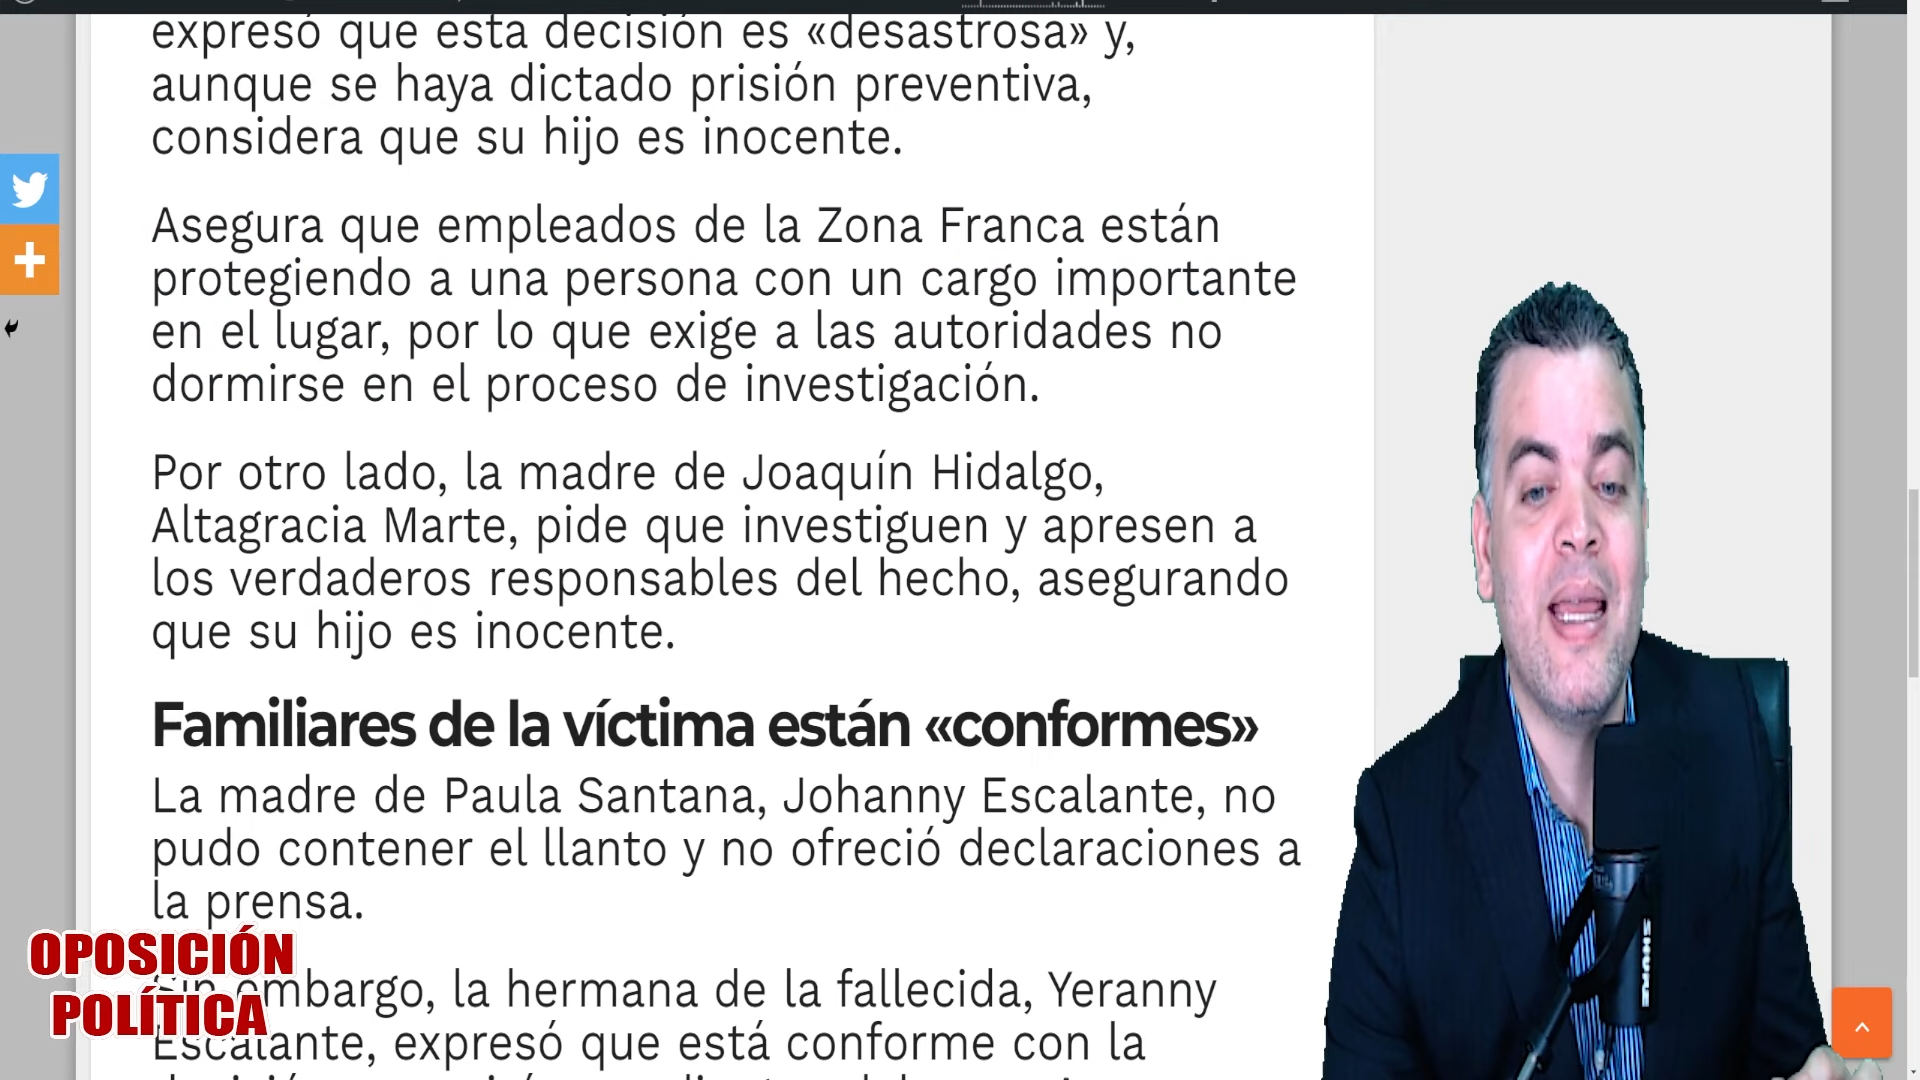 expresó que esta decisión es «desastrosa» y,
aunque se haya dictado prisión preventiva,
considera que su hijo es inocente.
Asegura que empleados de la Zona Franca están
protegiendo a una persona con un cargo importante
en el lugar, por lo que exige a las autoridades no
dormirse en el proceso de investigación.
Por otro lado, la madre de Joaquín Hidalgo,
Altagracia Marte, pide que investiguen y apresen a
los verdaderos responsables del hecho, asegurando
que su hijo es inocente.
Familiares de la víctima están «conformes»
La madre de Paula Santana, Johanny Escalante, no
pudo contener el llanto y no ofreció declaraciones a
la prensa.
Sin embargo, la hermana de la fallecida, Yeranny
Escalante, expresó que está conforme con la
OPOSICIÓN
POLÍTICA
SHURE